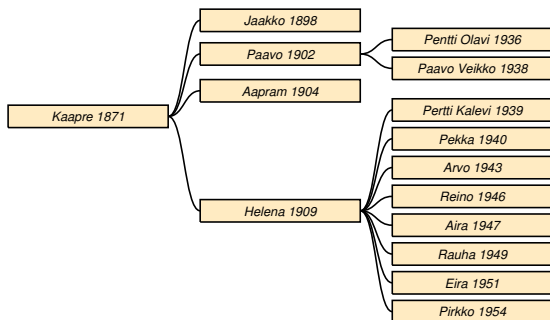 Kaapre 1871
Jaakko 1898
Paavo 1902
Pentti Olavi 1936
Paavo Veikko 1938
Aapram 1904
Helena 1909
Pertti Kalevi 1939
Pekka 1940
Arvo 1943
Reino 1946
Aira 1947
Rauha 1949
Eira 1951
Pirkko 1954